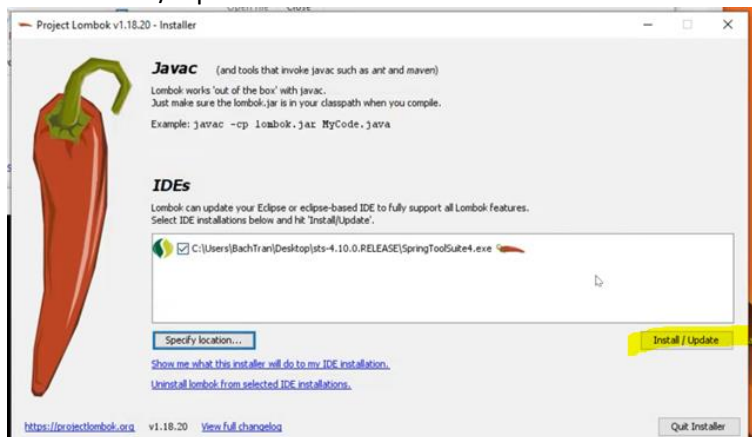 Project Lombok v1.18.20 - Installer
Javac (and tools that invoke javac such as ant and maven)
Lombok works 'out of the box' with javac.
Just make sure the lombok.jar is in your classpath when you compile.
Example: javac -cp lombok.jar MyCode.java
IDEs
Lombok can update your Eclipse or eclipse-based IDE to fully support all Lombok features.
Select IDE installations below and hit 'Install/Update'.
C:\Users\BachTran\Desktop\sts-4.10.0.RELEASE\SpringToolSuite4.exe
Specify location... Install / Update
Show me what this installer will do to my IDE installation.
Uninstall lombok from selected IDE installations.
https://projectlombok.org v1.18.20 View full changelog Quit Installer